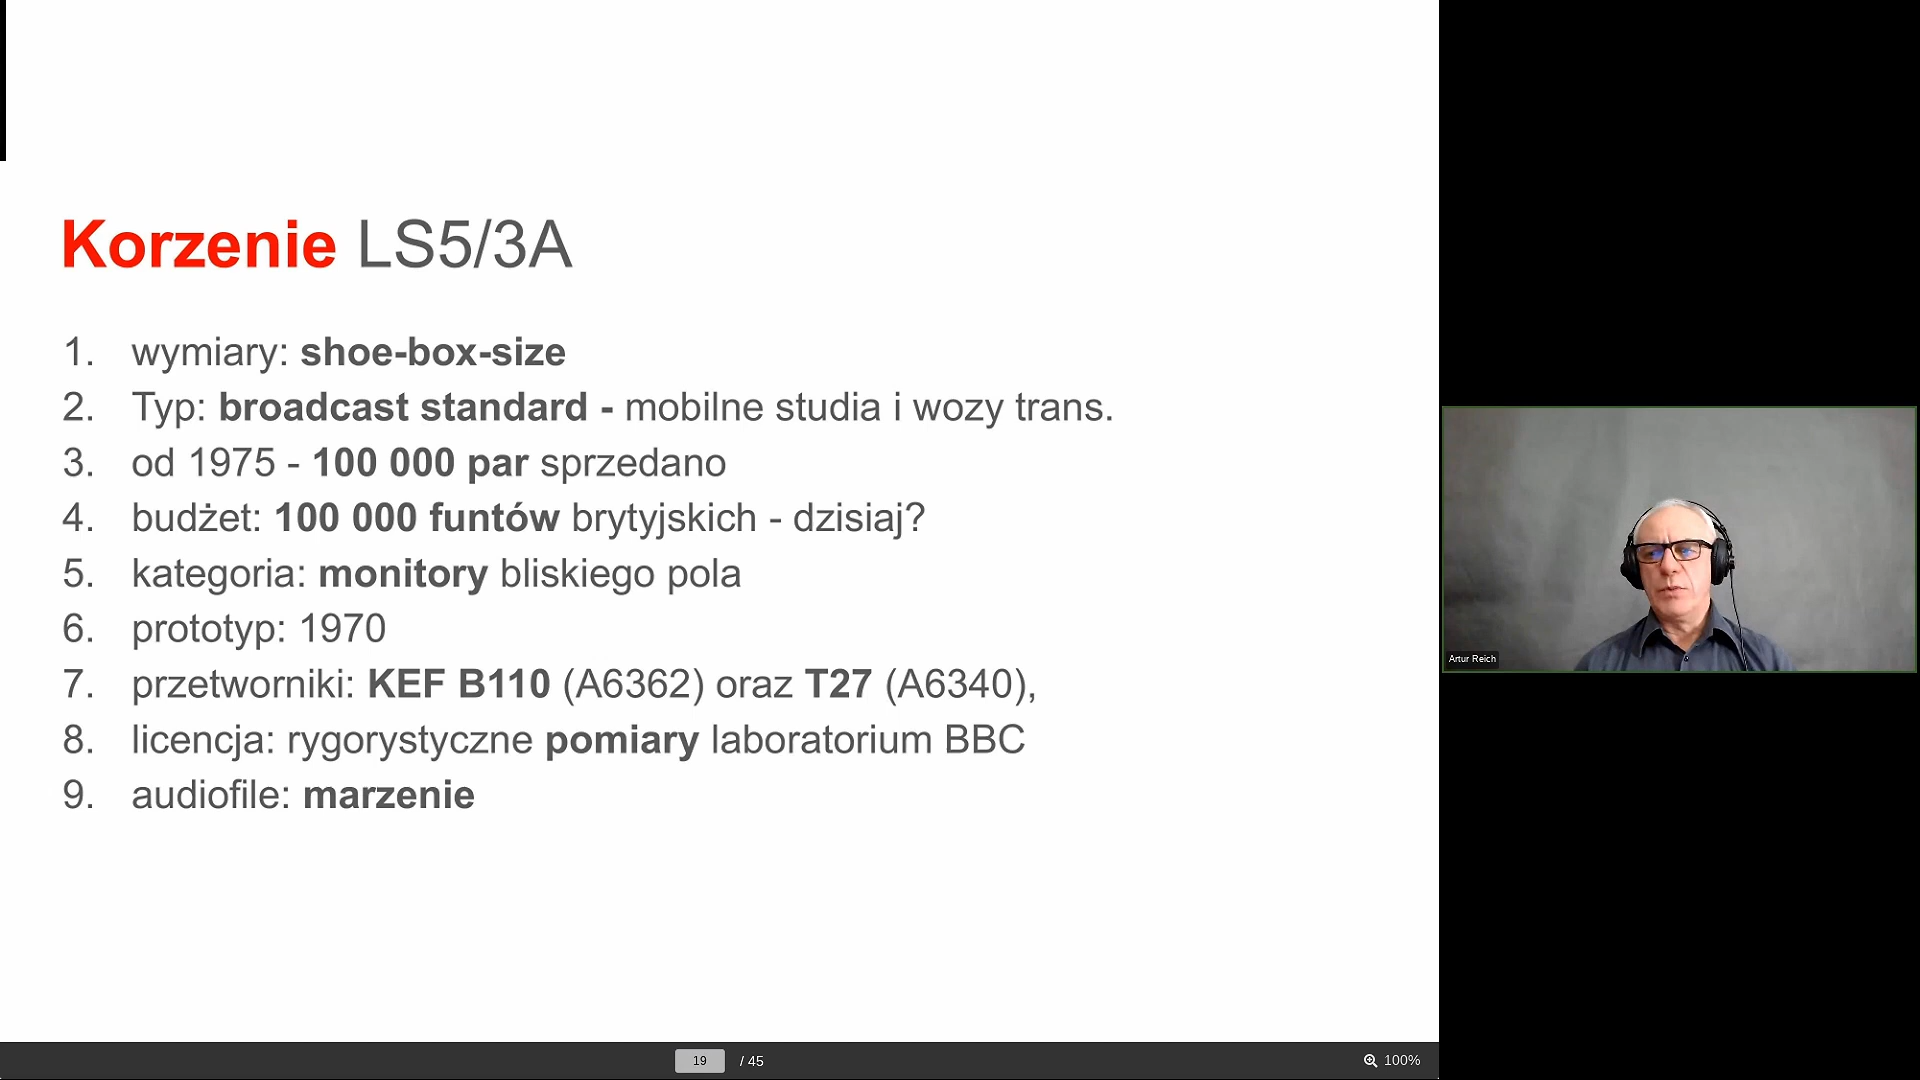 Korzenie LS5/3A
1. wymiary: shoe-box-size
2. Typ: broadcast standard - mobilne studia i wozy trans.
3. od 1975 - 100 000 par sprzedano
4. budżet: 100 000 funtów brytyjskich - dzisiaj?
5. kategoria: monitory bliskiego pola
6. prototyp: 1970
7. przetworniki: KEF B110 (A6362) oraz T27 (A6340),
8. licencja: rygorystyczne pomiary laboratorium BBC
9. audiofile: marzenie
Artur Reich
19 / 45
100%